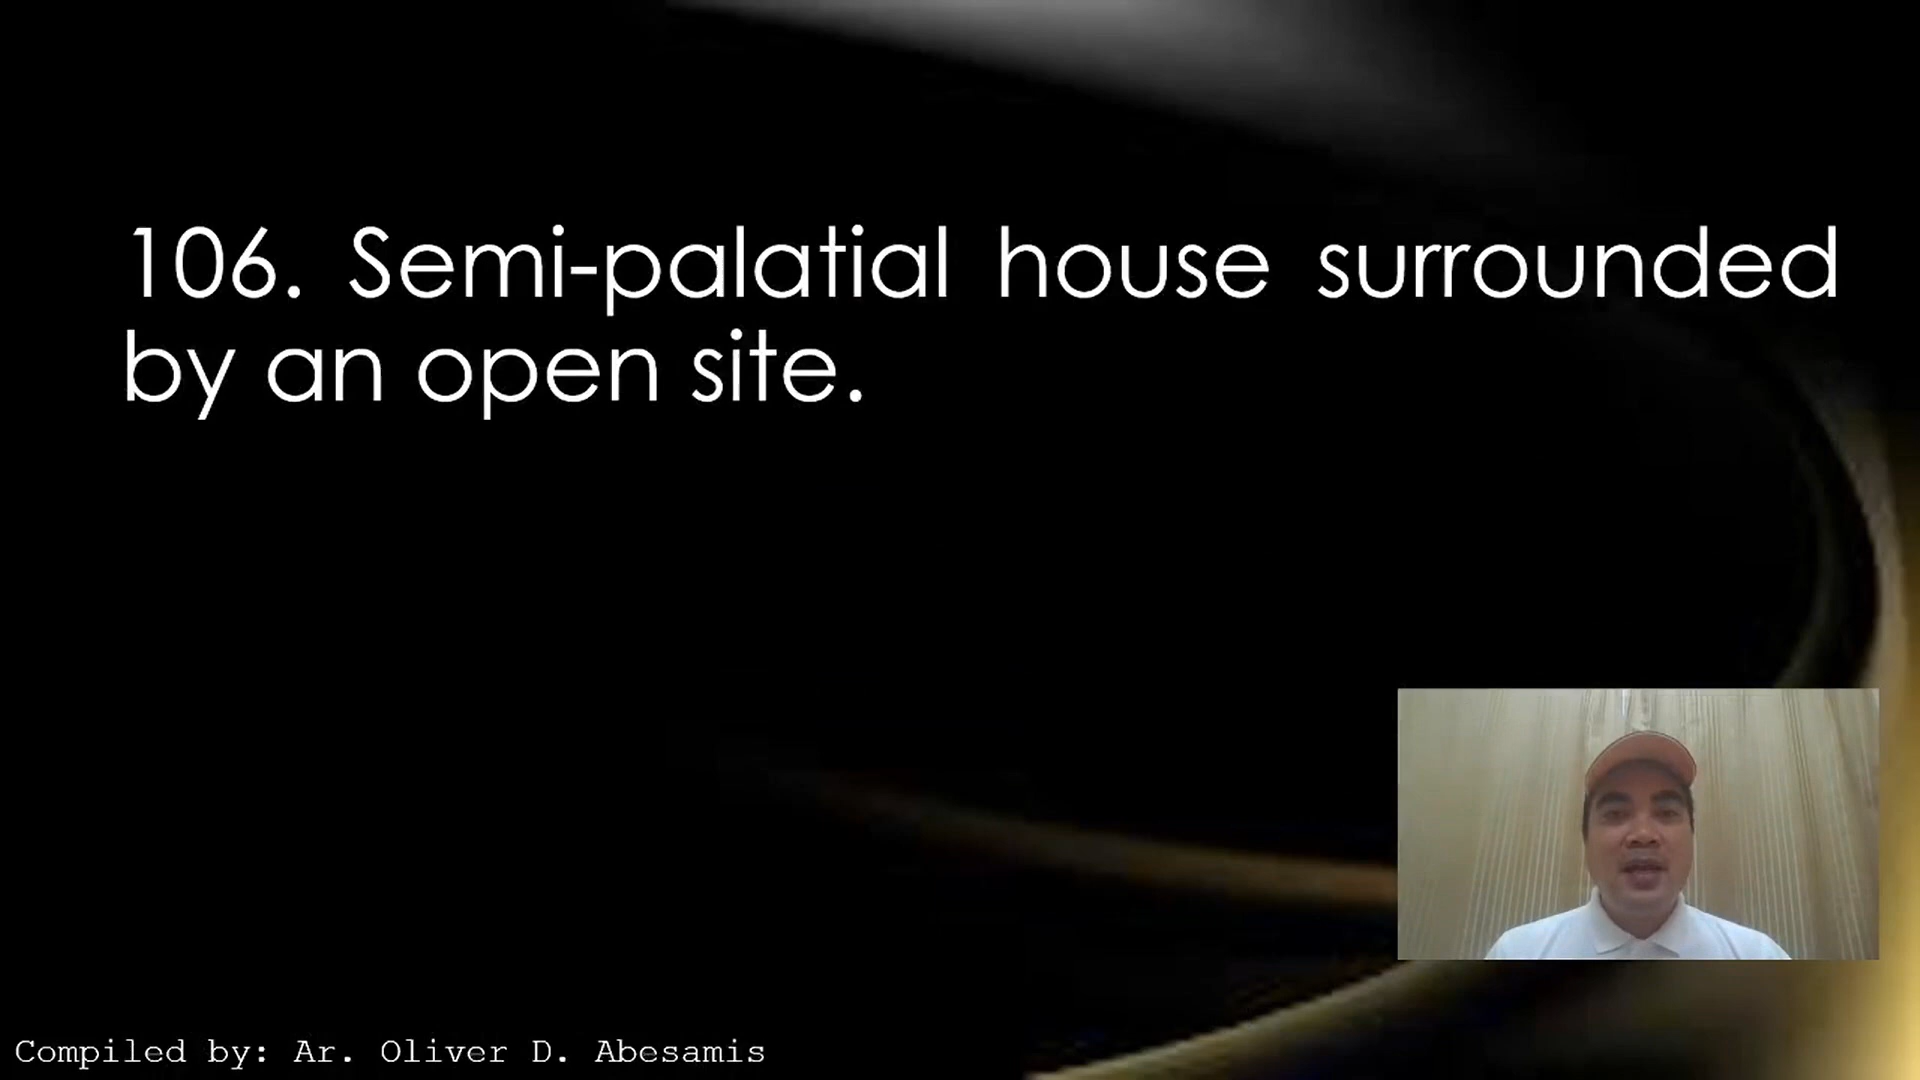 106. Semi-palatial house surrounded
by an open site.
Compiled by: Ar. Oliver D. Abesamis